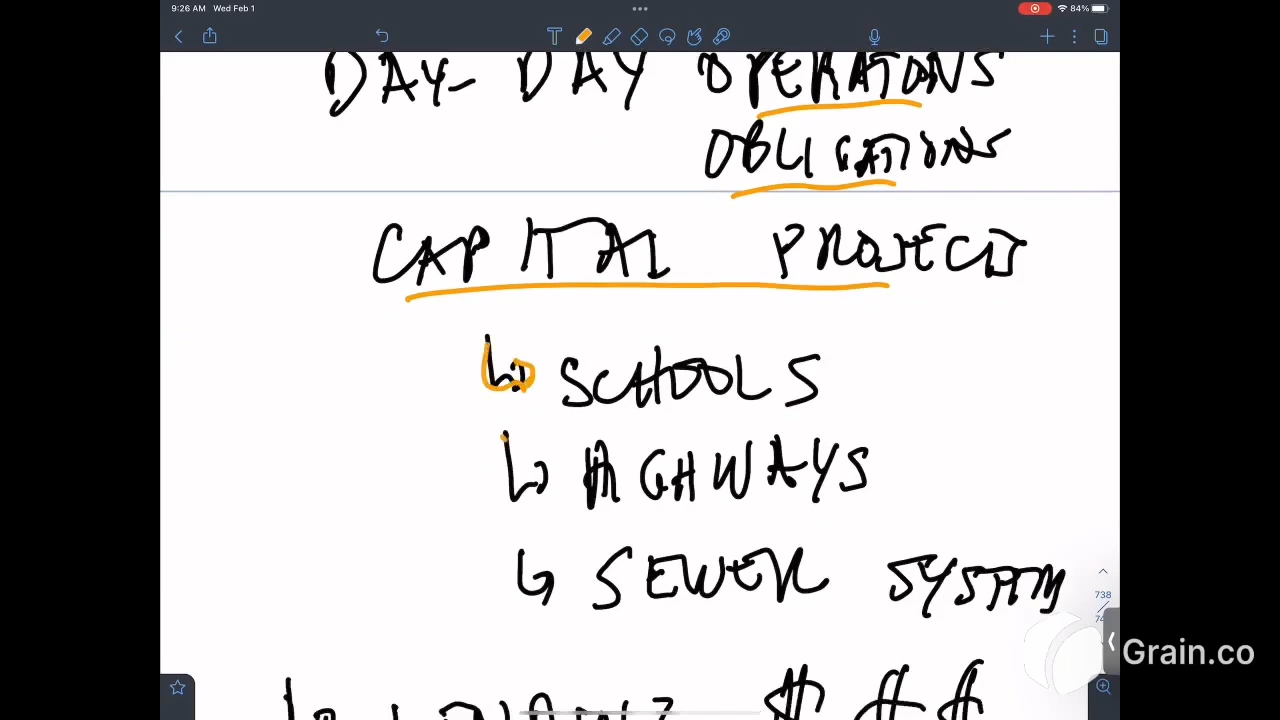 9:26 AM Wed Feb 1
84%
DAY-DAY OPERATIONS
OBLIGATIONS
CAPITAL PROJECTS
↳ SCHOOLS
↳ HIGHWAYS
↳ SEWER SYSTEM
738
Grain.co
$ $ $